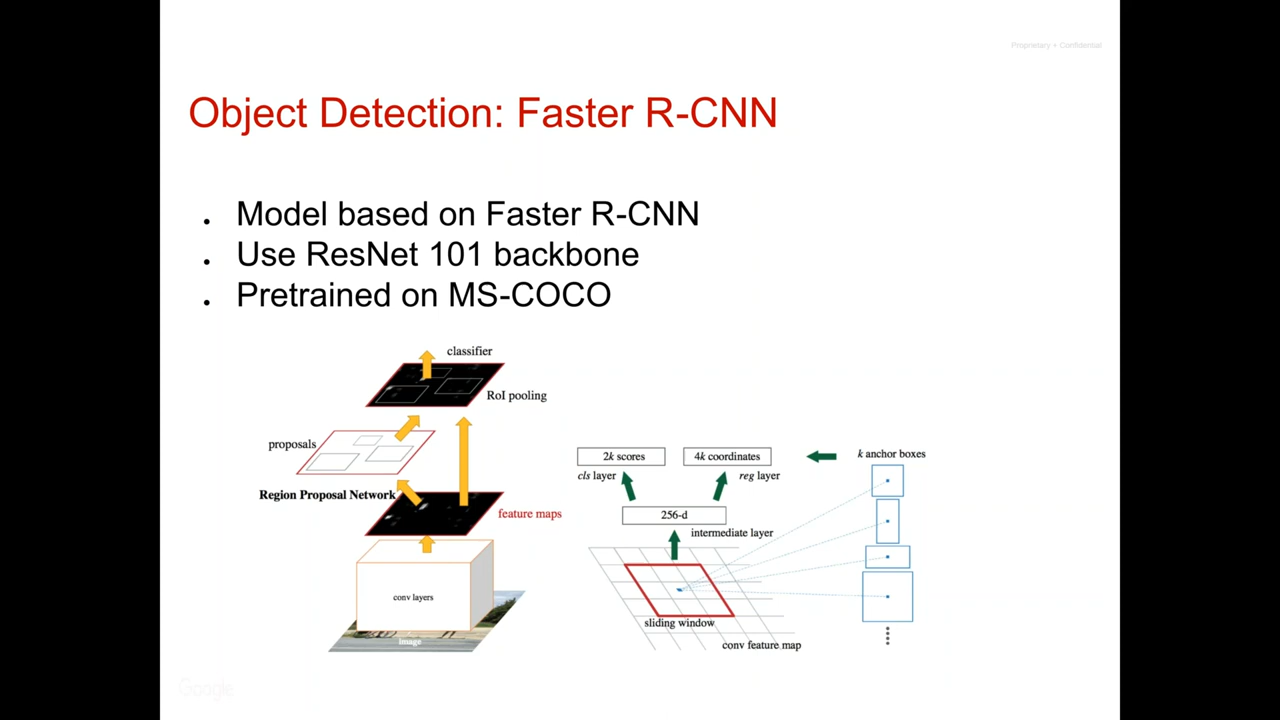 Proprietary + Confidential
Object Detection: Faster R-CNN
• Model based on Faster R-CNN
• Use ResNet 101 backbone
• Pretrained on MS-COCO
classifier
RoI pooling
proposals
Region Proposal Network
feature maps
conv layers
image
2k scores
4k coordinates
k anchor boxes
cls layer
reg layer
256-d
intermediate layer
sliding window
conv feature map
Google